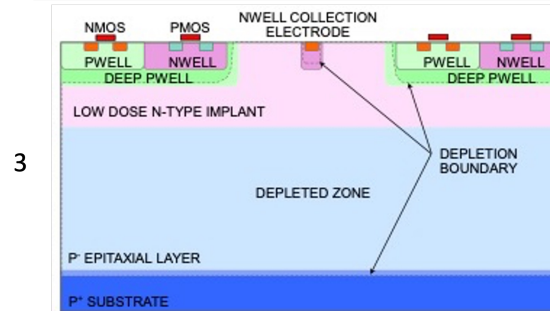 NMOS
PMOS
NWELL COLLECTION
ELECTRODE
PWELL
NWELL
DEEP PWELL
PWELL
NWELL
DEEP PWELL
LOW DOSE N-TYPE IMPLANT
3
DEPLETION
BOUNDARY
DEPLETED ZONE
P⁻ EPITAXIAL LAYER
P⁺ SUBSTRATE